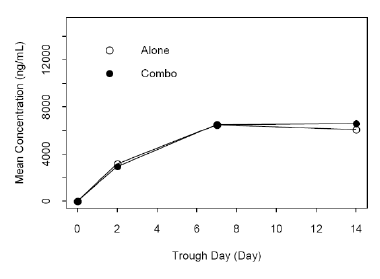 Alone
Combo
Mean Concentration (ng/mL)
12000
8000
4000
0
0 2 4 6 8 10 12 14
Trough Day (Day)